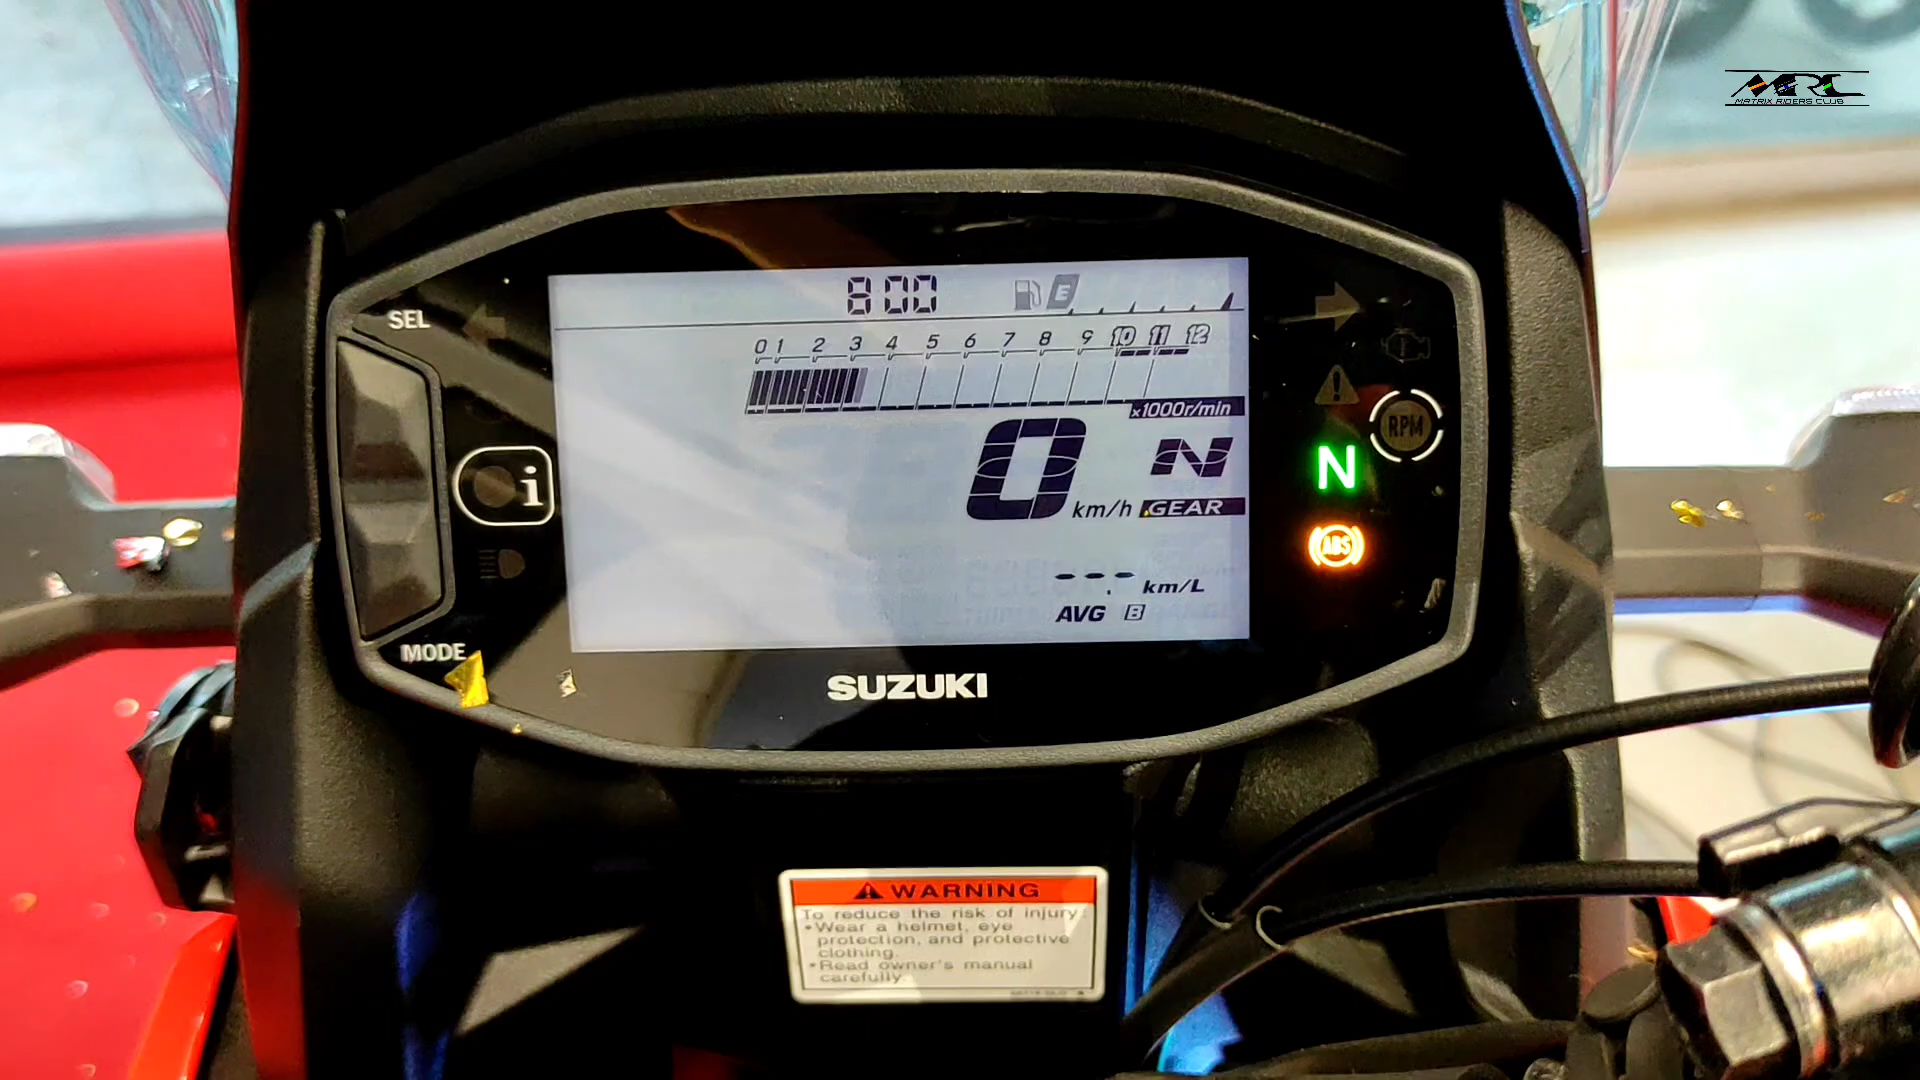 MRC
MATRIX RIDERS CLUB
8:00
E
SEL
0 1 2 3 4 5 6 7 8 9 10 11 12
x1000r/min
RPM
i
0 km/h
N
GEAR
N
ABS
---.- km/L
AVG B
MODE
SUZUKI
WARNING
To reduce the risk of injury:
•Wear a helmet, eye
protection, and protective
clothing.
•Read owner's manual
carefully.